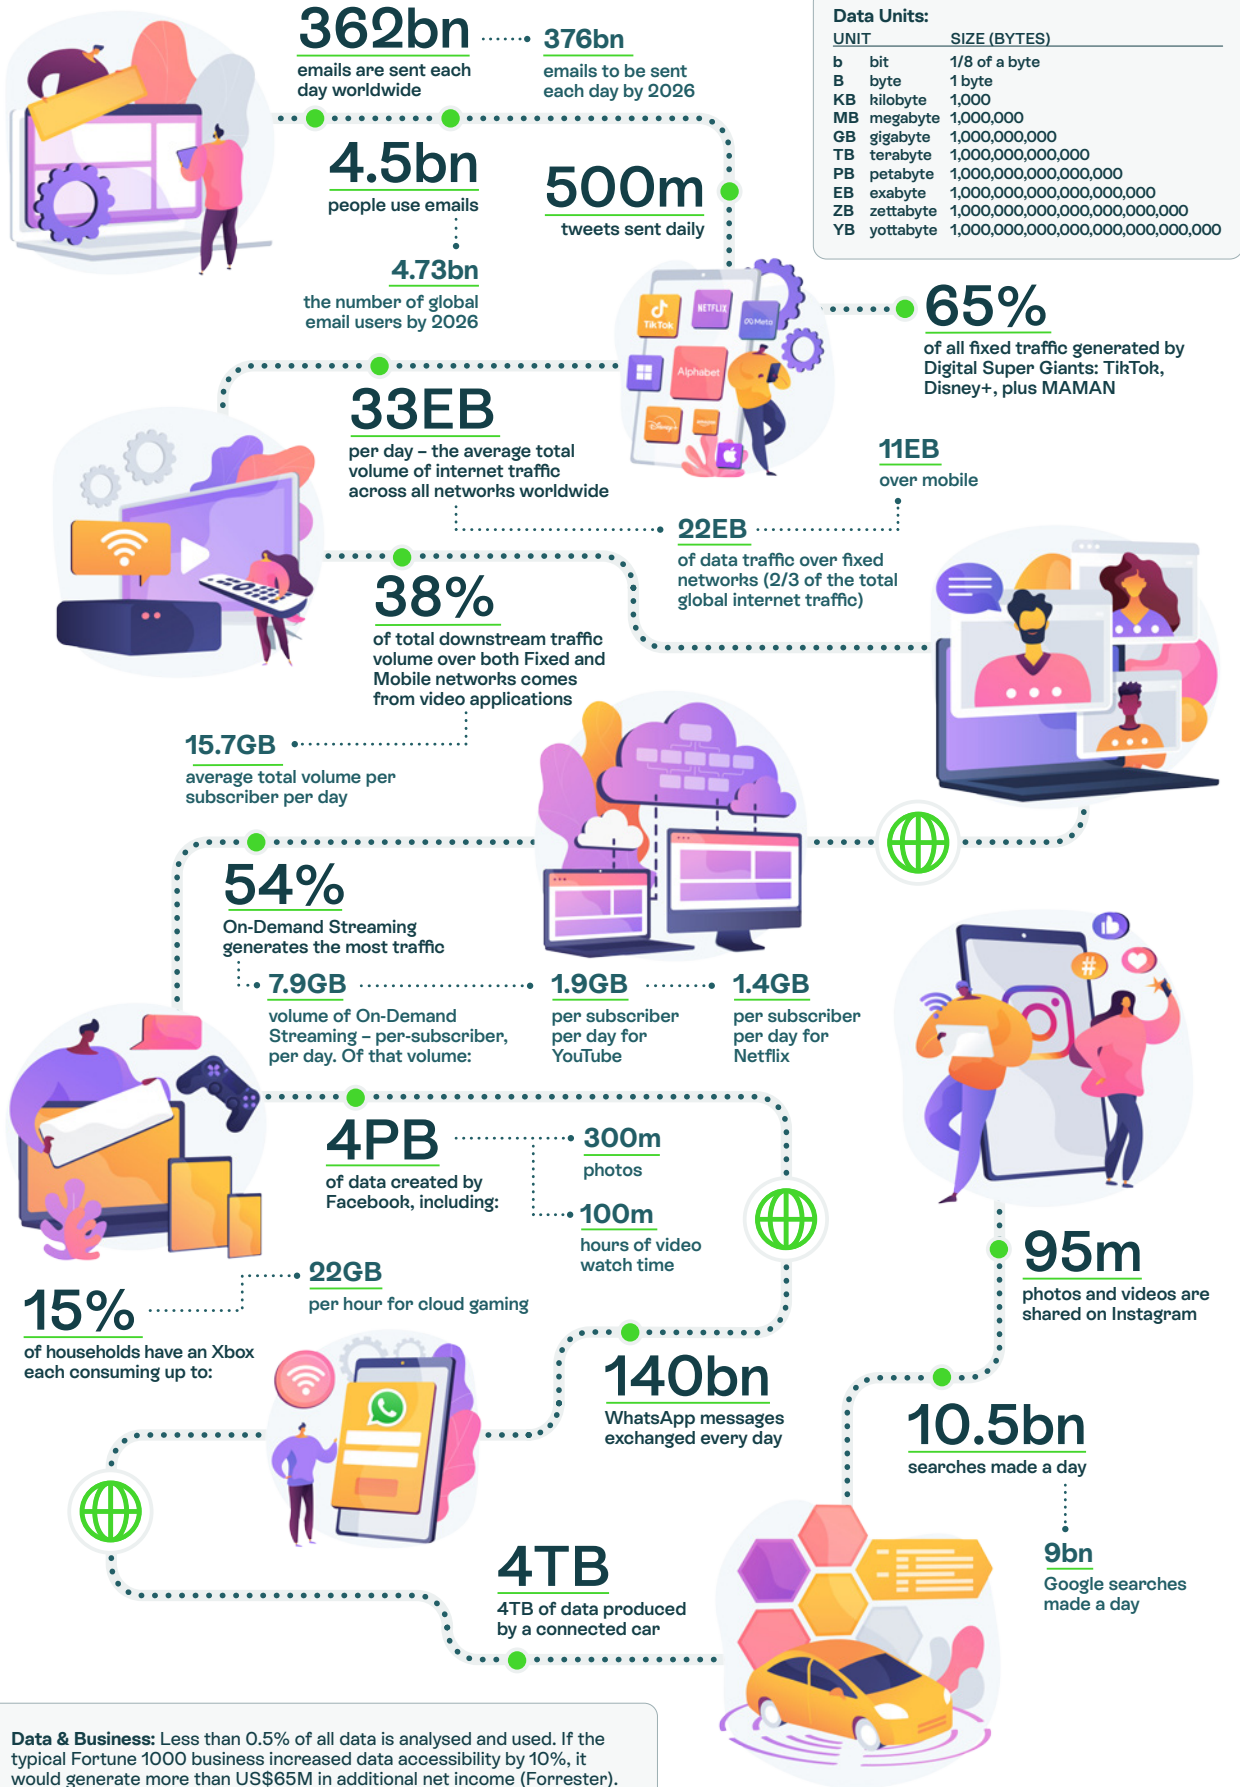 362bn
emails are sent each
day worldwide
376bn
emails to be sent
each day by 2026
Data Units:
UNIT SIZE (BYTES)
b bit 1/8 of a byte
B byte 1 byte
KB kilobyte 1,000
MB megabyte 1,000,000
GB gigabyte 1,000,000,000
TB terabyte 1,000,000,000,000
PB petabyte 1,000,000,000,000,000
EB exabyte 1,000,000,000,000,000,000
ZB zettabyte 1,000,000,000,000,000,000,000
YB yottabyte 1,000,000,000,000,000,000,000,000
4.5bn
people use emails
4.73bn
the number of global
email users by 2026
500m
tweets sent daily
TikTok
NETFLIX
Meta
Alphabet
Disney+
amazon
65%
of all fixed traffic generated by
Digital Super Giants: TikTok,
Disney+, plus MAMAN
33EB
per day – the average total
volume of internet traffic
across all networks worldwide
11EB
over mobile
22EB
of data traffic over fixed
networks (2/3 of the total
global internet traffic)
38%
of total downstream traffic
volume over both Fixed and
Mobile networks comes
from video applications
15.7GB
average total volume per
subscriber per day
54%
On-Demand Streaming
generates the most traffic
7.9GB
volume of On-Demand
Streaming – per-subscriber,
per day. Of that volume:
1.9GB
per subscriber
per day for
YouTube
1.4GB
per subscriber
per day for
Netflix
#
4PB
of data created by
Facebook, including:
300m
photos
100m
hours of video
watch time
95m
photos and videos are
shared on Instagram
15%
of households have an Xbox
each consuming up to:
22GB
per hour for cloud gaming
140bn
WhatsApp messages
exchanged every day
10.5bn
searches made a day
9bn
Google searches
made a day
4TB
4TB of data produced
by a connected car
Data & Business: Less than 0.5% of all data is analysed and used. If the
typical Fortune 1000 business increased data accessibility by 10%, it
would generate more than US$65M in additional net income (Forrester).